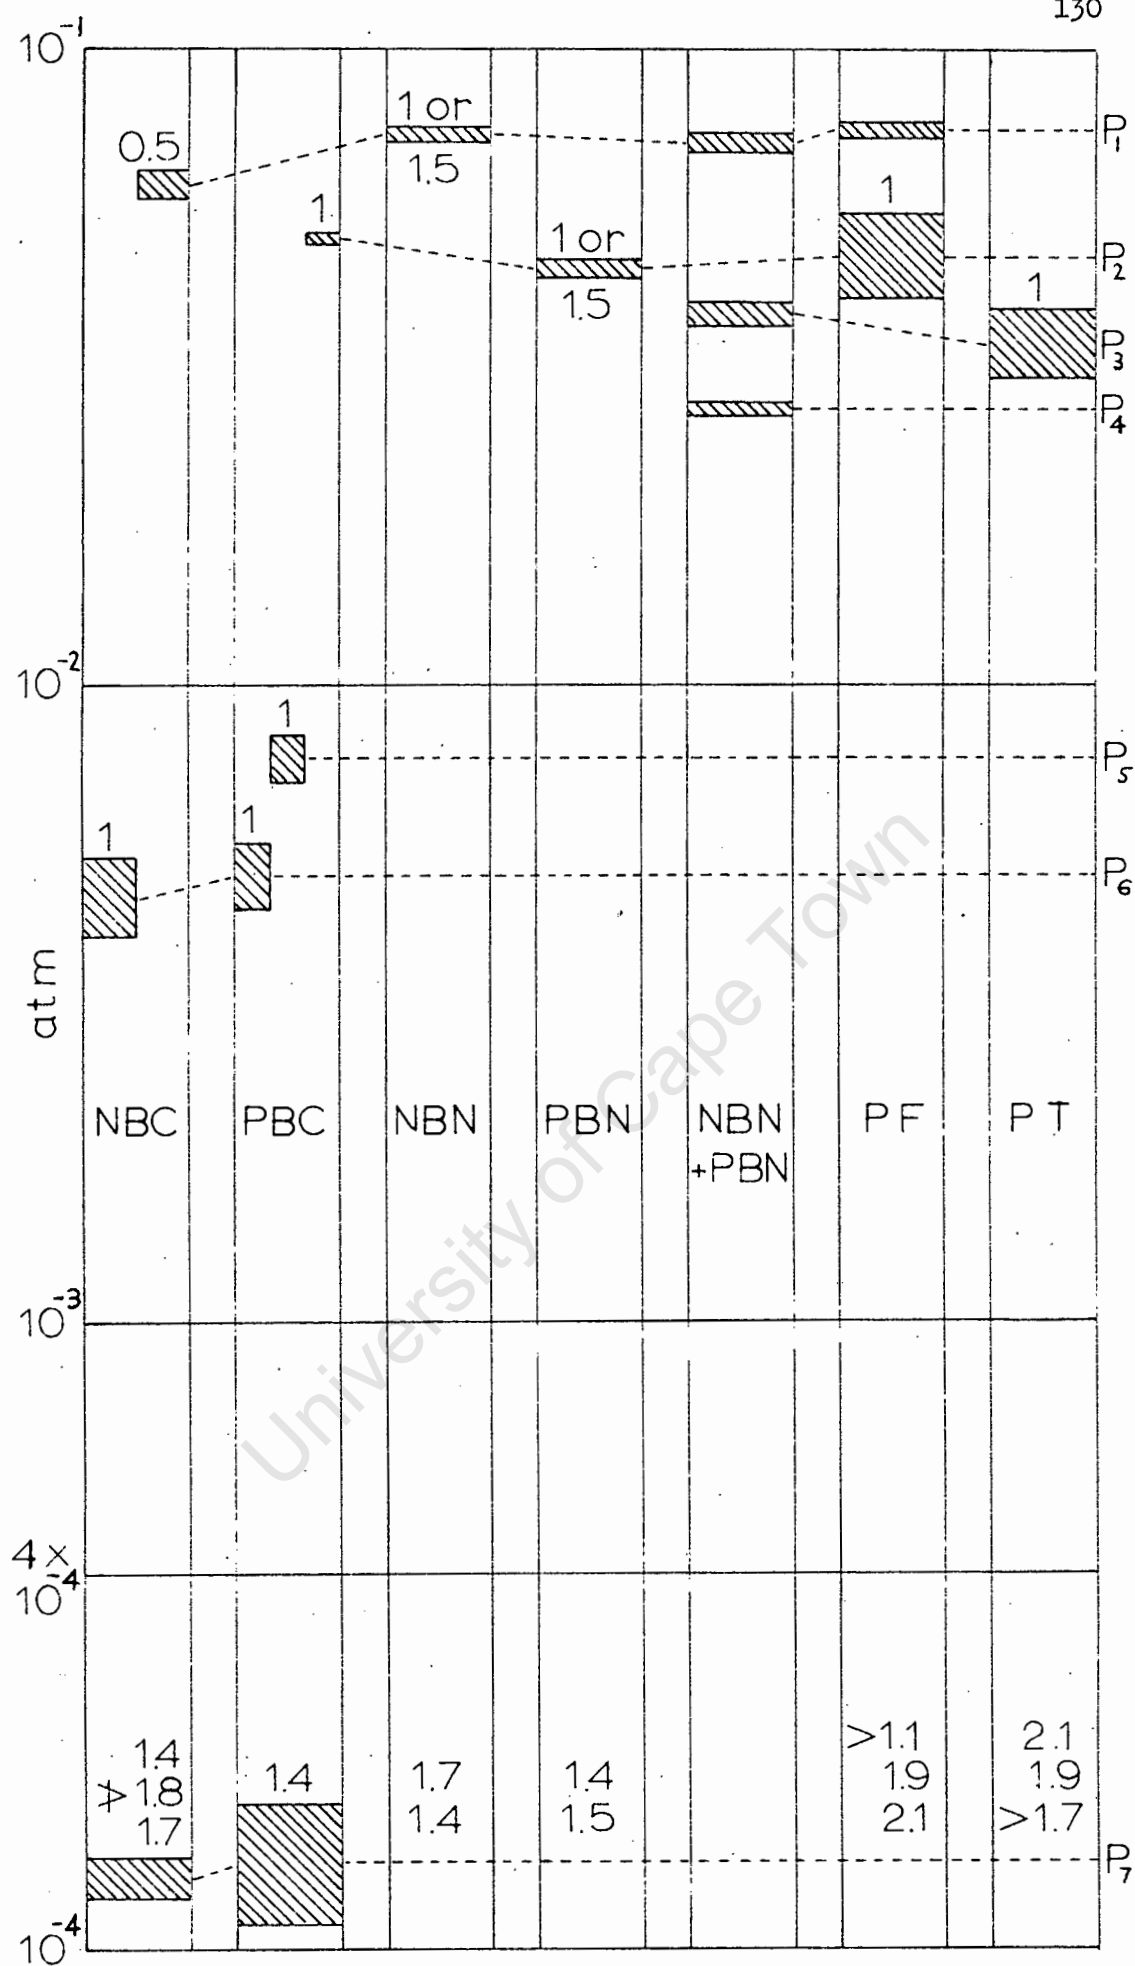 130
10⁻¹
0.5
1 or
1.5
1
1 or
1.5
1
1
P₁
P₂
P₃
P₄
10⁻²
1
1
1
P₅
P₆
atm
NBC
PBC
NBN
PBN
NBN
+PBN
PF
PT
10⁻³
4×
10⁻⁴
1.4
≯1.8
1.7
1.4
1.7
1.4
1.4
1.5
>1.1
1.9
2.1
2.1
1.9
>1.7
P₇
10⁻⁴
University of Cape Town